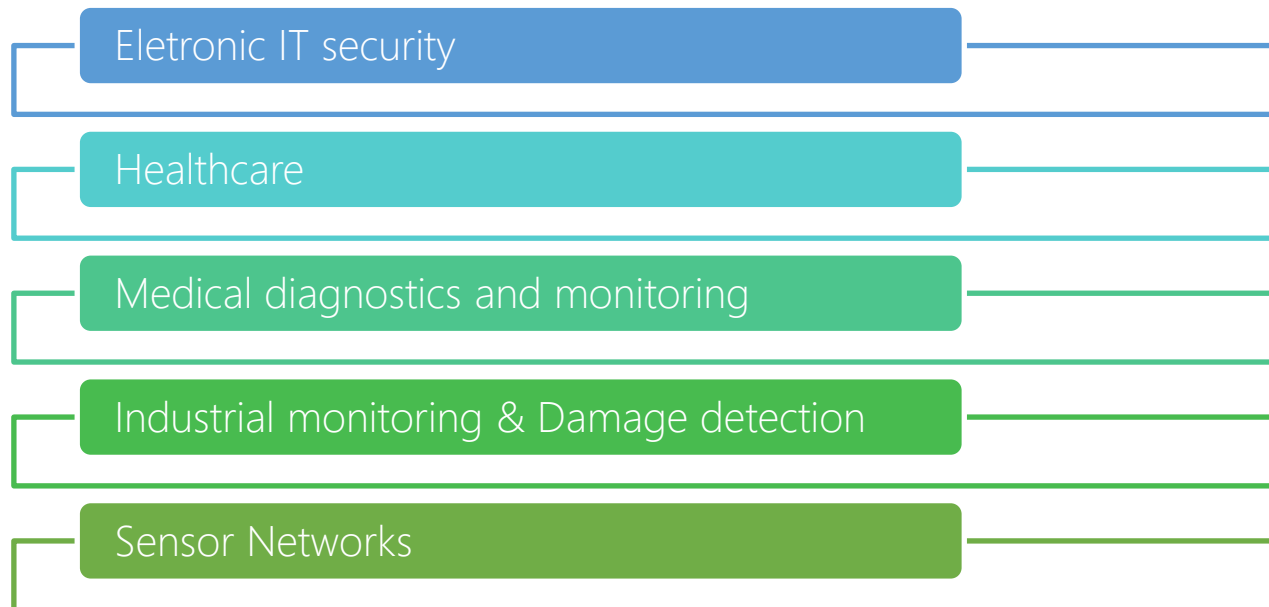 Eletronic IT security
Healthcare
Medical diagnostics and monitoring
Industrial monitoring & Damage detection
Sensor Networks